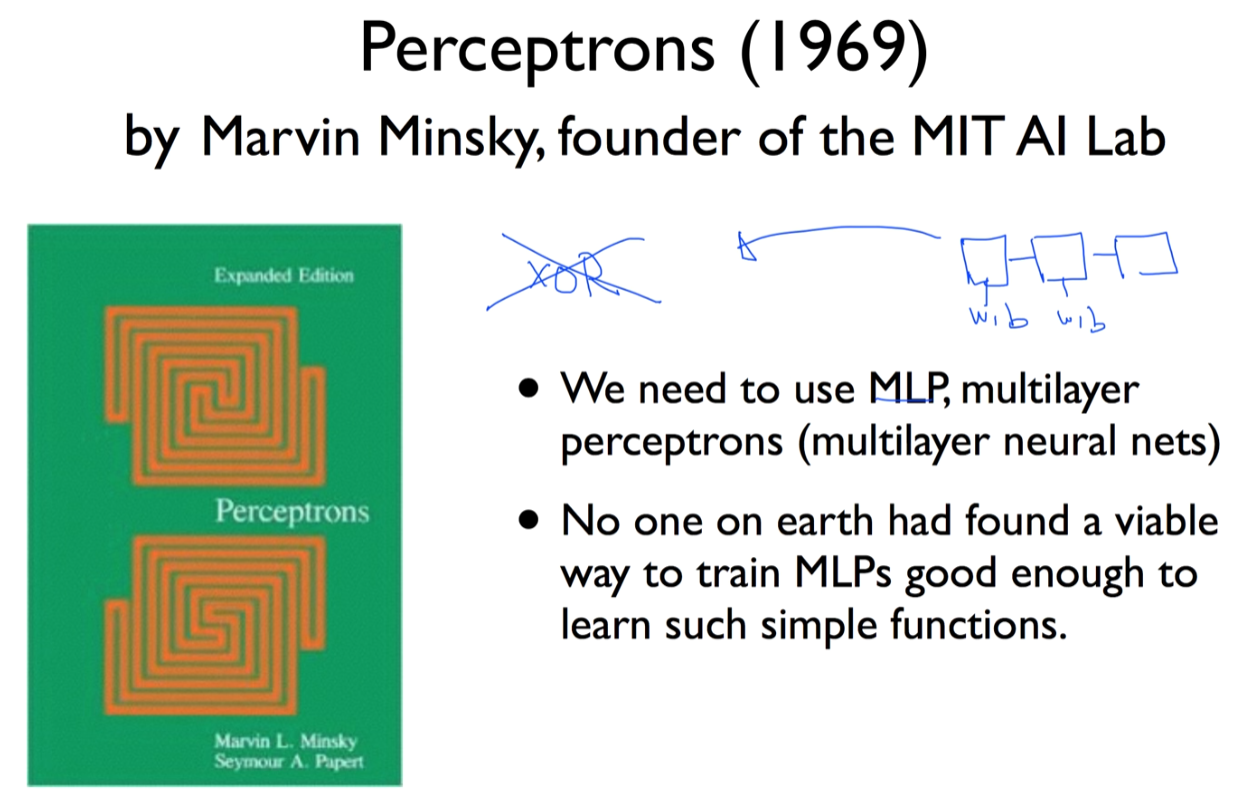 Perceptrons (1969)
by Marvin Minsky, founder of the MIT AI Lab
Expanded Edition
Perceptrons
Marvin L. Minsky
Seymour A. Papert
XOR
w,b w,b
• We need to use MLP, multilayer
perceptrons (multilayer neural nets)
• No one on earth had found a viable
way to train MLPs good enough to
learn such simple functions.